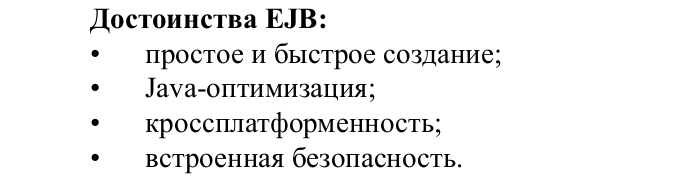 Достоинства EJB:
• простое и быстрое создание;
• Java-оптимизация;
• кроссплатформенность;
• встроенная безопасность.